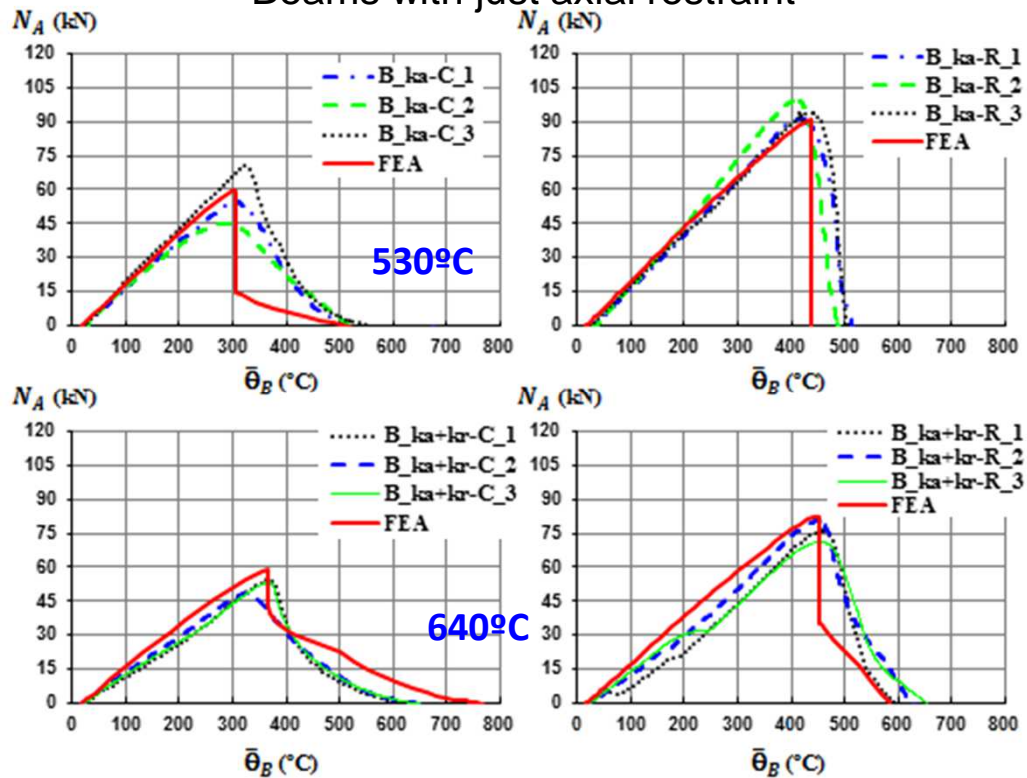 Beams with just axial restraint
N_A (kN)
120
105
90
75
60
45
30
15
0
0 100 200 300 400 500 600 700 800
B_ka-C_1
B_ka-C_2
B_ka-C_3
FEA
530ºC
θ̄_B (°C)
N_A (kN)
120
105
90
75
60
45
30
15
0
0 100 200 300 400 500 600 700 800
B_ka-R_1
B_ka-R_2
B_ka-R_3
FEA
θ̄_B (°C)
N_A (kN)
120
105
90
75
60
45
30
15
0
0 100 200 300 400 500 600 700 800
B_ka+kr-C_1
B_ka+kr-C_2
B_ka+kr-C_3
FEA
640ºC
θ̄_B (°C)
N_A (kN)
120
105
90
75
60
45
30
15
0
0 100 200 300 400 500 600 700 800
B_ka+kr-R_1
B_ka+kr-R_2
B_ka+kr-R_3
FEA
θ̄_B (°C)